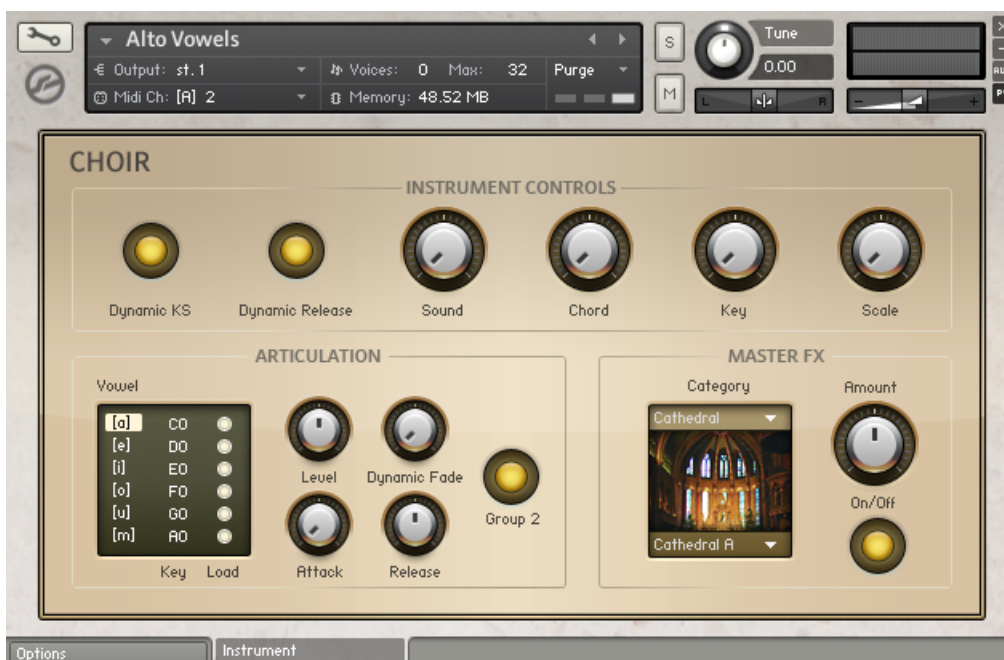 Alto Vowels
S
Tune
Output: st. 1
Voices: 0 Max: 32
Purge
0.00
Midi Ch: [A] 2
Memory: 48.52 MB
M
L
R
-
+
CHOIR
INSTRUMENT CONTROLS
Dynamic KS
Dynamic Release
Sound
Chord
Key
Scale
ARTICULATION
Vowel
[a] C0
[e] D0
[i] E0
[o] F0
[u] G0
[m] A0
Key Load
Level
Dynamic Fade
Attack
Release
Group 2
MASTER FX
Category
Amount
Cathedral
Cathedral A
On/Off
Options
Instrument